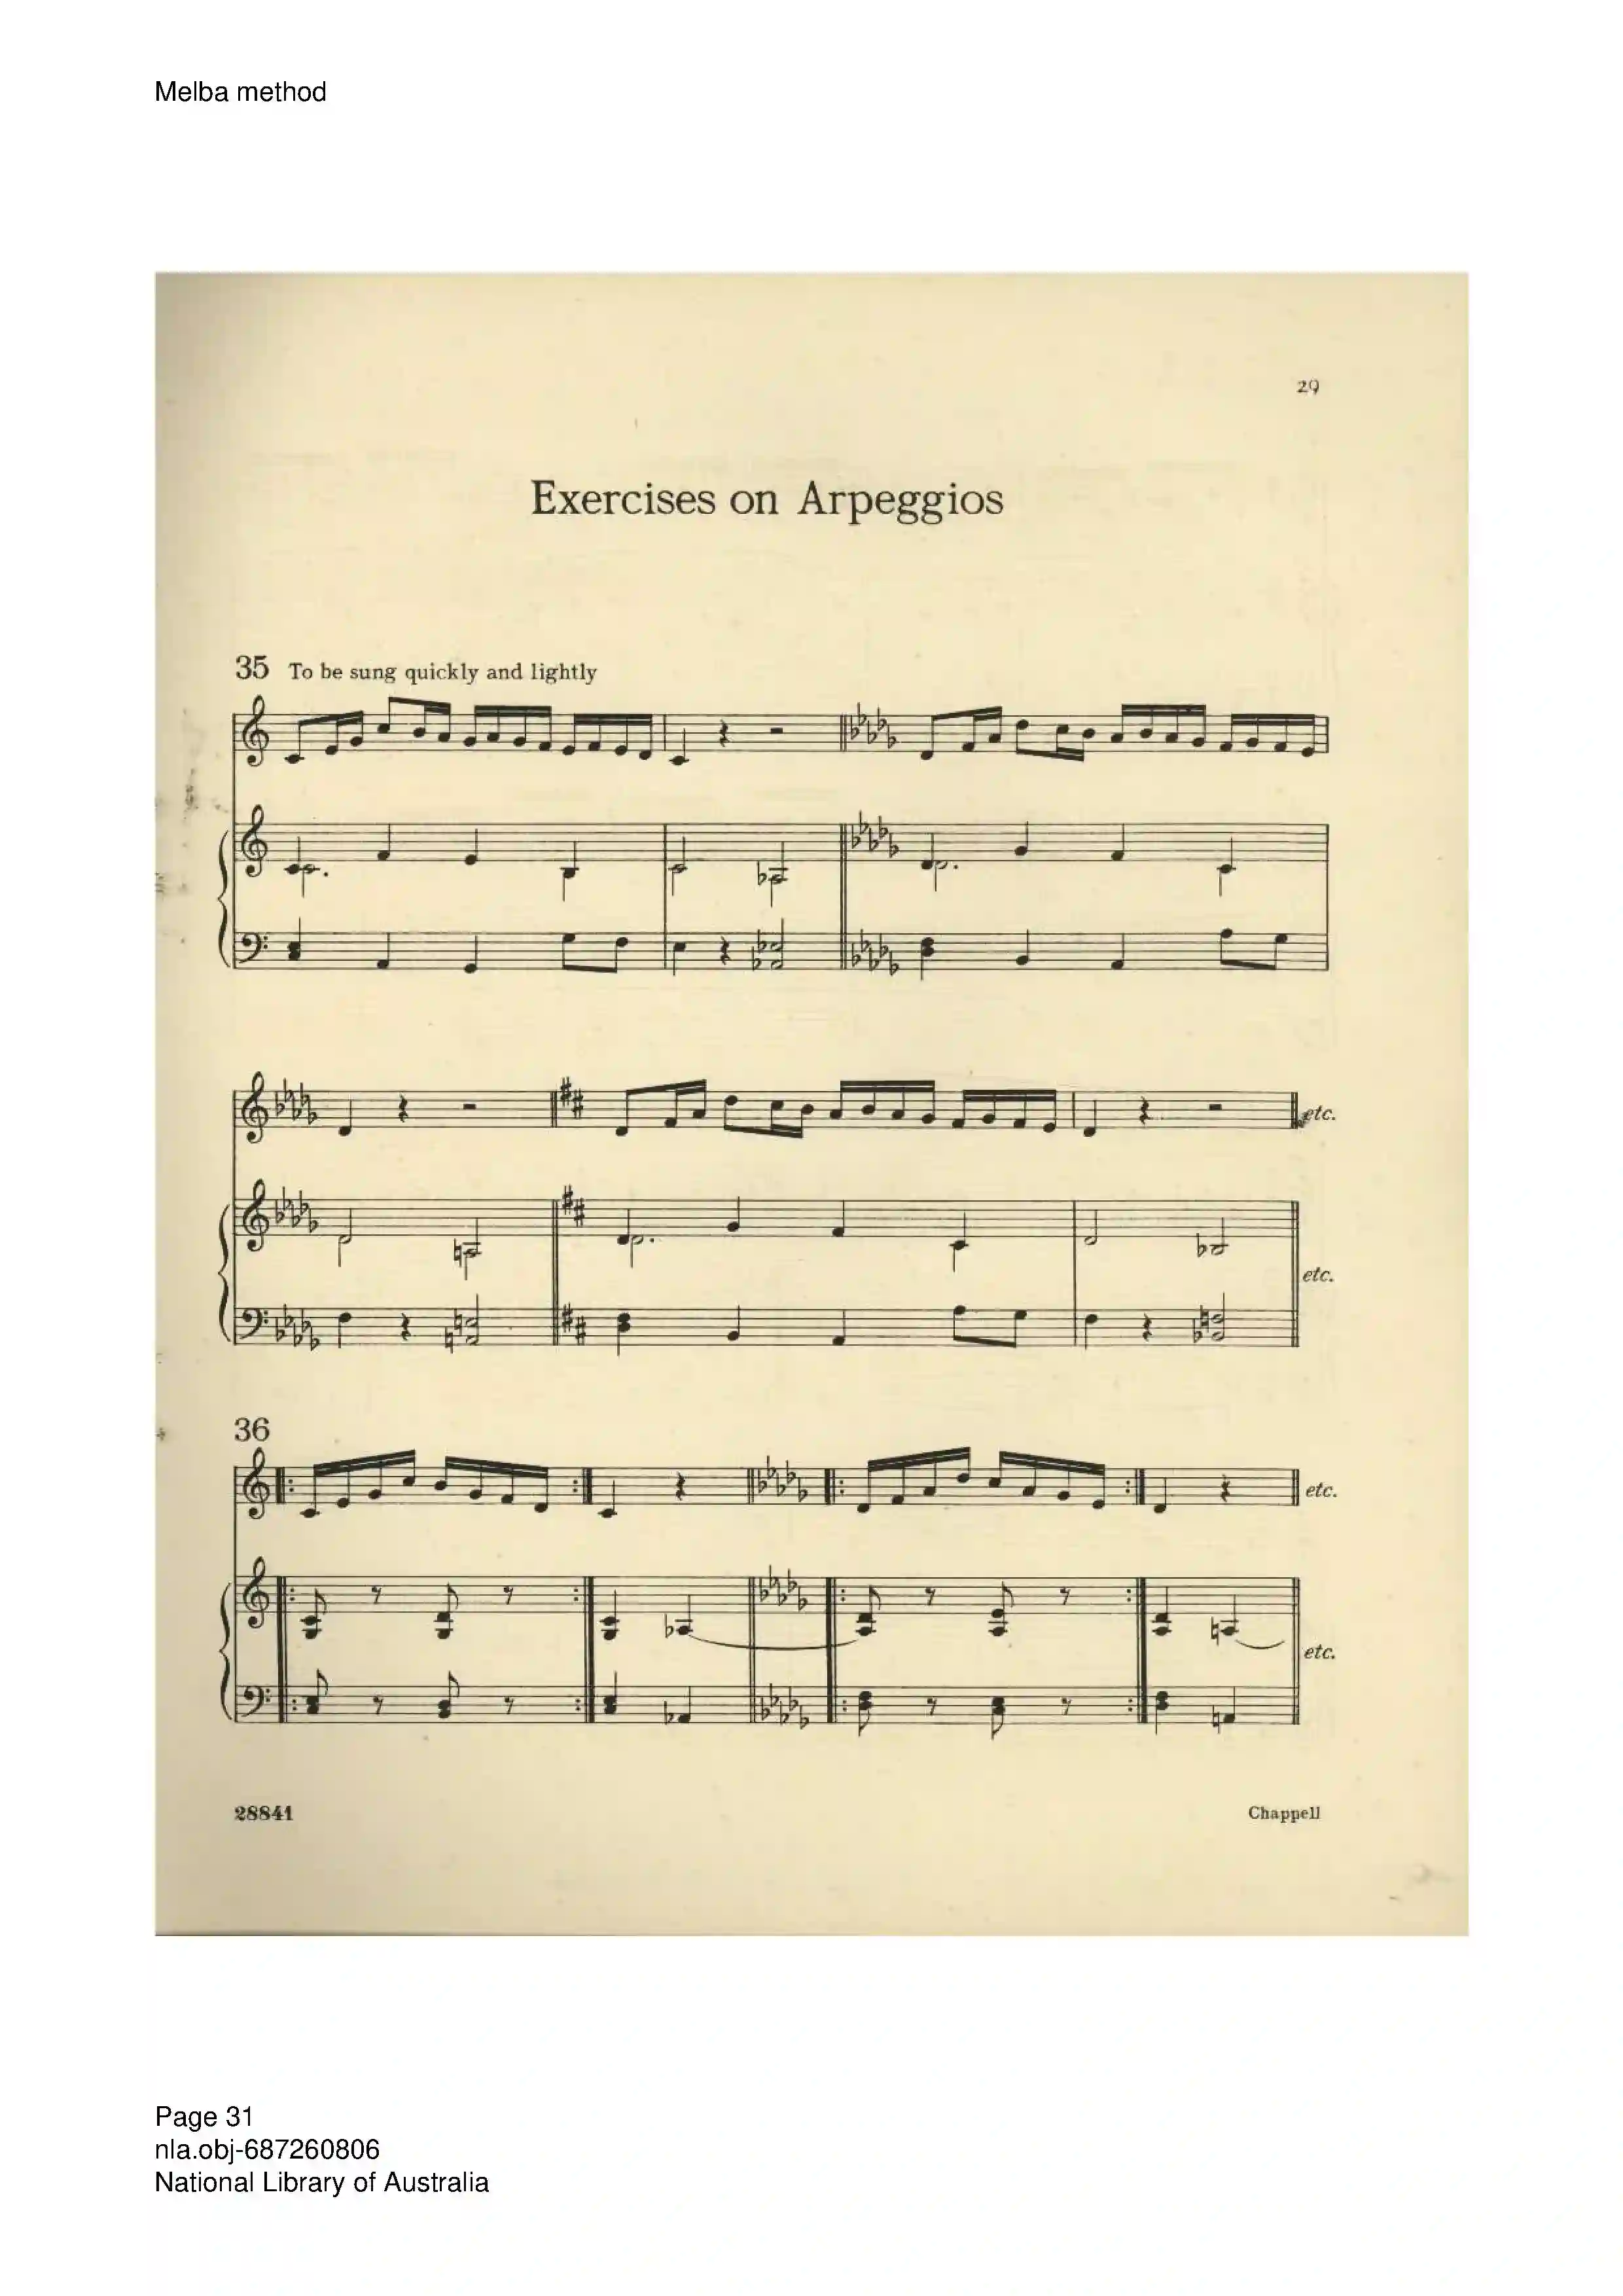 Melba method
29
Exercises on Arpeggios
35 To be sung quickly and lightly
etc.
etc.
36
etc.
etc.
28841
Chappell
Page 31
nla.obj-687260806
National Library of Australia